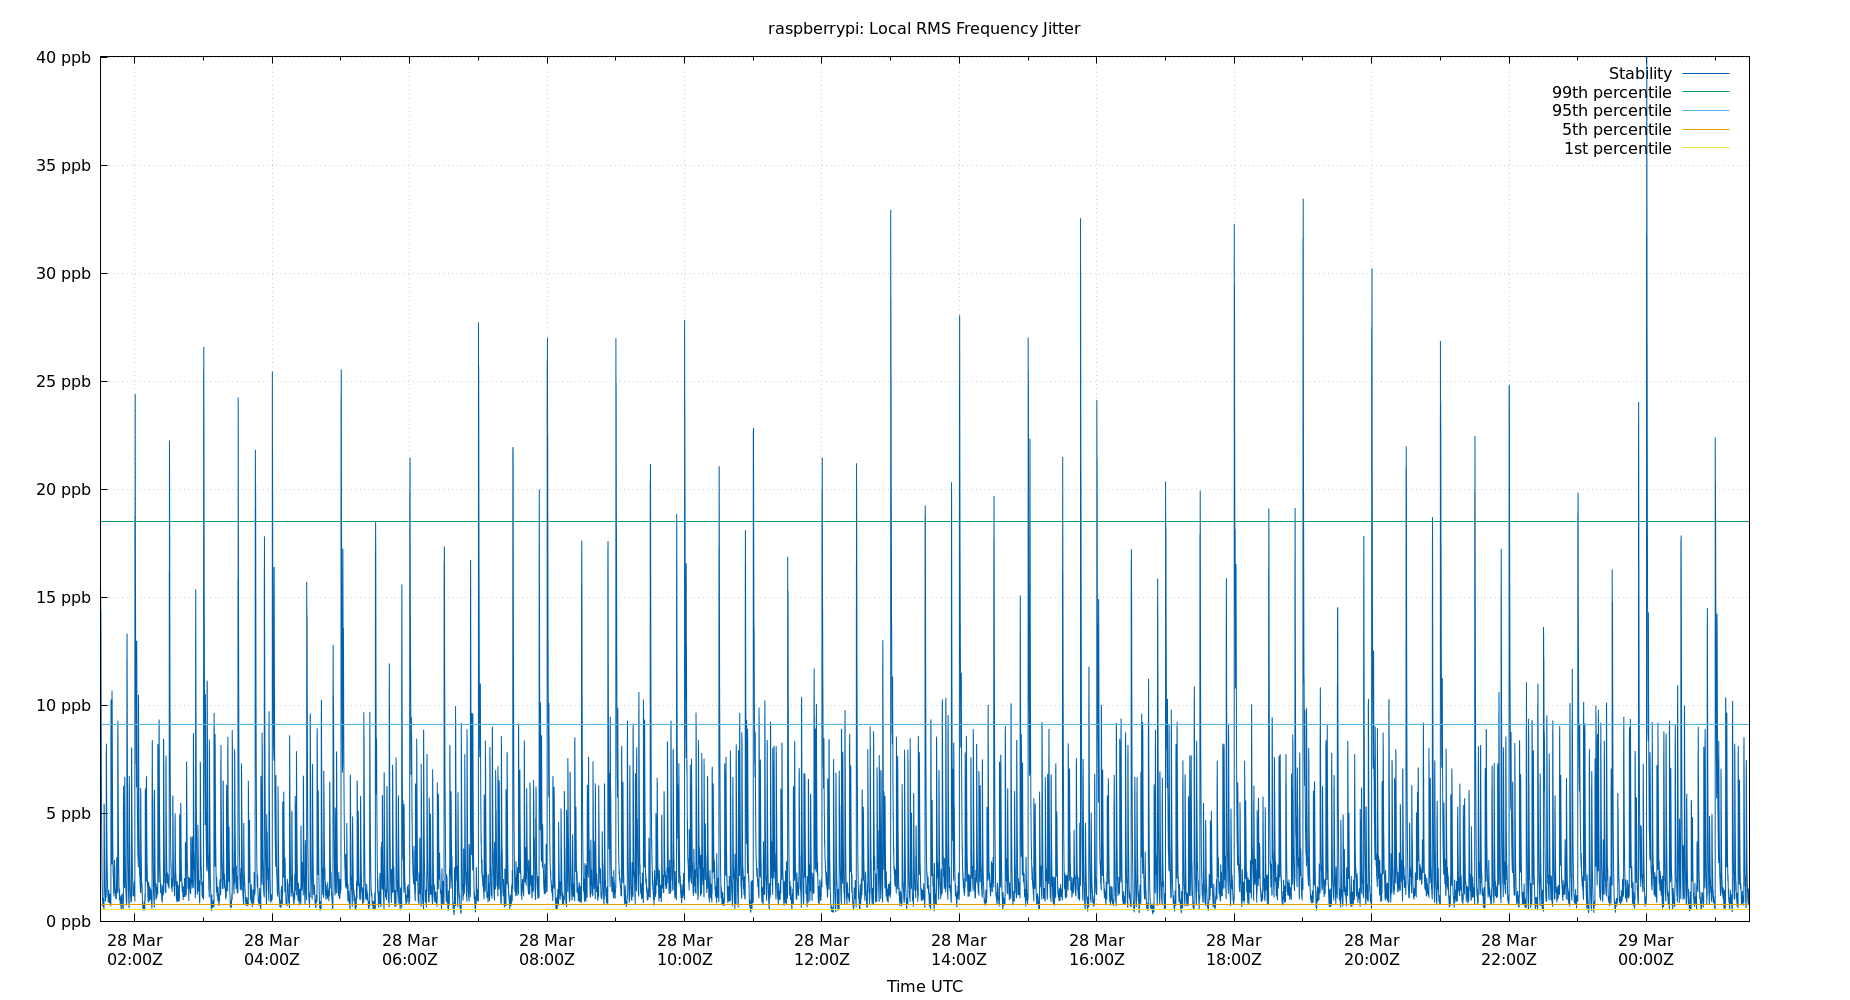 raspberrypi: Local RMS Frequency Jitter
40 ppb
35 ppb
30 ppb
25 ppb
20 ppb
15 ppb
10 ppb
5 ppb
0 ppb
Stability
99th percentile
95th percentile
5th percentile
1st percentile
28 Mar 28 Mar 28 Mar 28 Mar 28 Mar 28 Mar 28 Mar 28 Mar 28 Mar 28 Mar 28 Mar 29 Mar
02:00Z 04:00Z 06:00Z 08:00Z 10:00Z 12:00Z 14:00Z 16:00Z 18:00Z 20:00Z 22:00Z 00:00Z
Time UTC